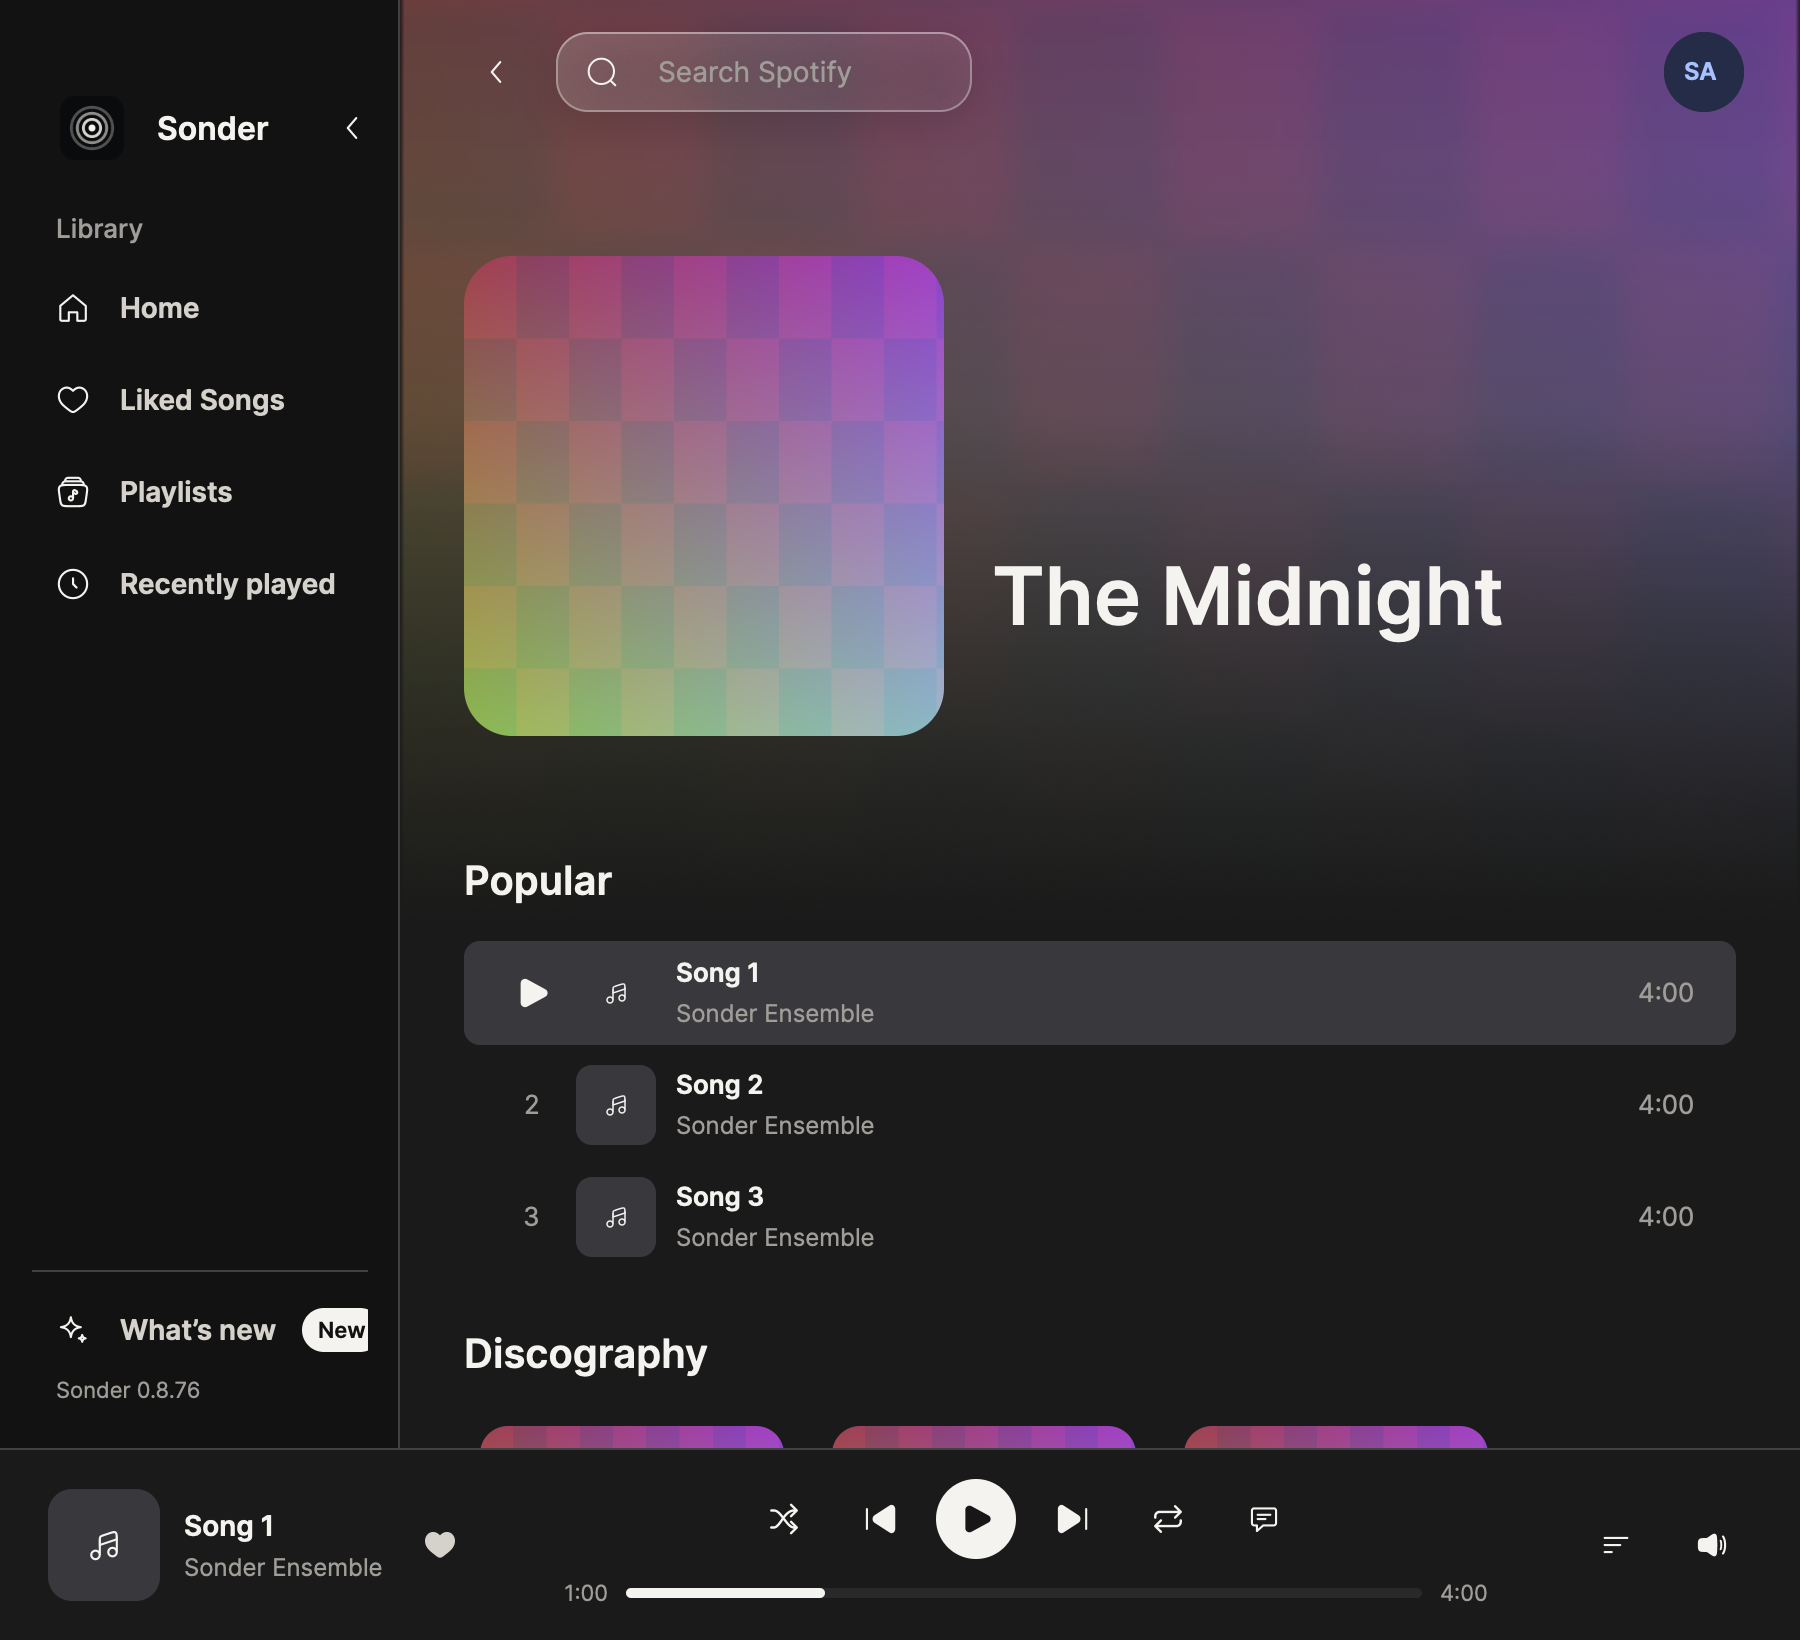 Sonder
Library
Home
Liked Songs
Playlists
Recently played
What’s new New
Sonder 0.8.76
Search Spotify
SA
The Midnight
Popular
Song 1
Sonder Ensemble
4:00
2
Song 2
Sonder Ensemble
4:00
3
Song 3
Sonder Ensemble
4:00
Discography
Song 1
Sonder Ensemble
1:00
4:00